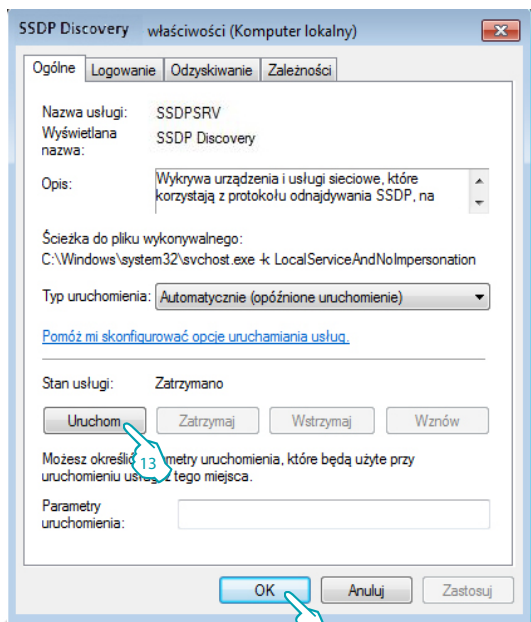 SSDP Discovery właściwości (Komputer lokalny)
Ogólne Logowanie Odzyskiwanie Zależności
Nazwa usługi: SSDPSRV
Wyświetlana nazwa: SSDP Discovery
Opis: Wykrywa urządzenia i usługi sieciowe, które
korzystają z protokołu odnajdywania SSDP, na
Ścieżka do pliku wykonywalnego:
C:\Windows\system32\svchost.exe -k LocalServiceAndNoImpersonation
Typ uruchomienia: Automatycznie (opóźnione uruchomienie)
Pomóż mi skonfigurować opcje uruchamiania usług.
Stan usługi: Zatrzymano
Uruchom Zatrzymaj Wstrzymaj Wznów
13
Możesz określić metry uruchomienia, które będą użyte przy
uruchomieniu z tego miejsca.
Parametry
uruchomienia:
OK Anuluj Zastosuj